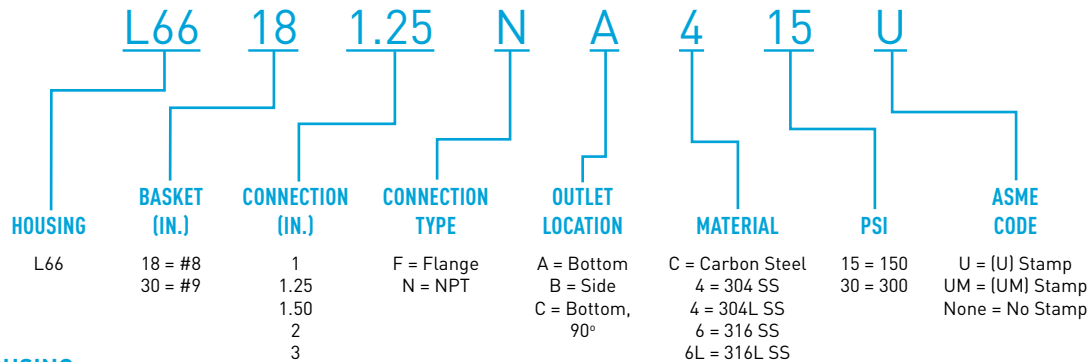 L66 18 1.25 N A 4 15 U
HOUSING
L66
BASKET
(IN.)
18 = #8
30 = #9
CONNECTION
(IN.)
1
1.25
1.50
2
3
CONNECTION
TYPE
F = Flange
N = NPT
OUTLET
LOCATION
A = Bottom
B = Side
C = Bottom,
90°
MATERIAL
C = Carbon Steel
4 = 304 SS
4 = 304L SS
6 = 316 SS
6L = 316L SS
PSI
15 = 150
30 = 300
ASME
CODE
U = (U) Stamp
UM = (UM) Stamp
None = No Stamp